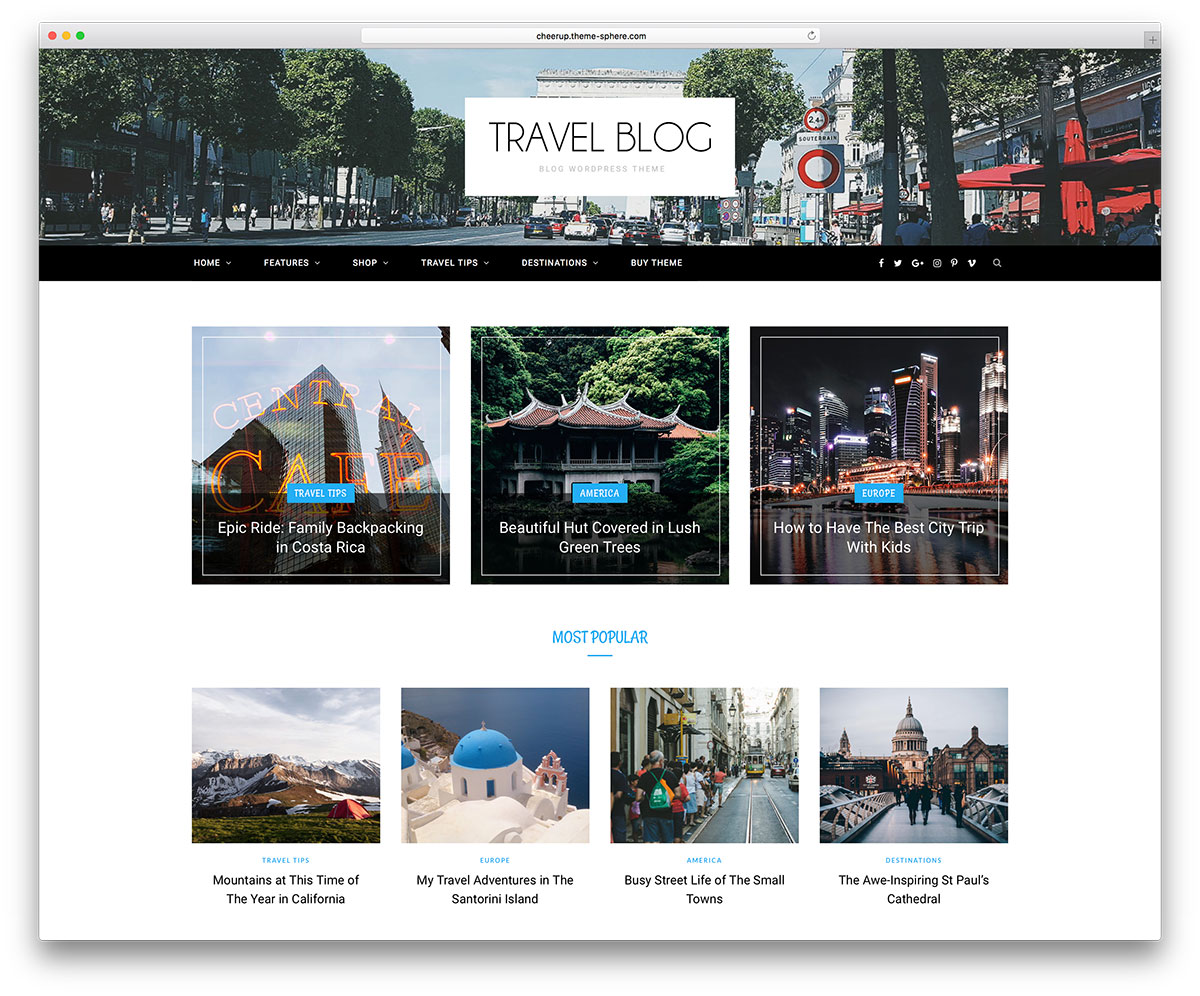 cheerup.theme-sphere.com
TRAVEL BLOG
BLOG WORDPRESS THEME
2,4
SOUTERRAIN
HOME
FEATURES
SHOP
TRAVEL TIPS
DESTINATIONS
BUY THEME
CENTRAL
CAFE
TRAVEL TIPS
Epic Ride: Family Backpacking
in Costa Rica
AMERICA
Beautiful Hut Covered in Lush
Green Trees
EUROPE
How to Have The Best City Trip
With Kids
MOST POPULAR
TRAVEL TIPS
Mountains at This Time of
The Year in California
EUROPE
My Travel Adventures in The
Santorini Island
AMERICA
Busy Street Life of The Small
Towns
DESTINATIONS
The Awe-Inspiring St Paul's
Cathedral